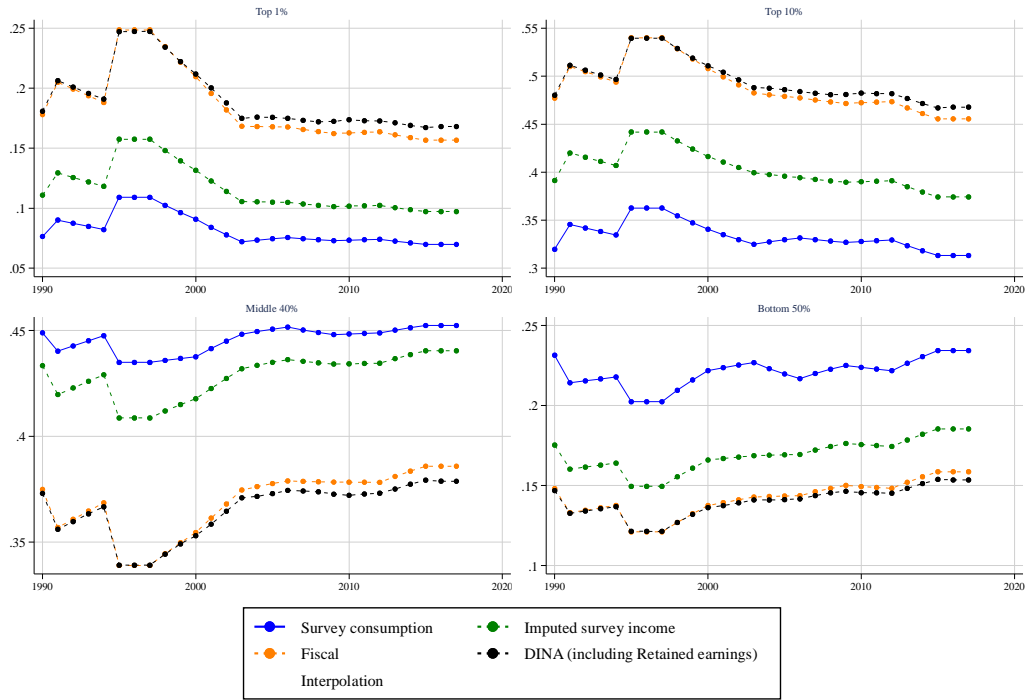 Top 1%
.25
.2
.15
.1
.05
1990 2000 2010 2020
Top 10%
.55
.5
.45
.4
.35
.3
1990 2000 2010 2020
Middle 40%
.45
.4
.35
1990 2000 2010 2020
Bottom 50%
.25
.2
.15
.1
1990 2000 2010 2020
Survey consumption Imputed survey income
Fiscal DINA (including Retained earnings)
Interpolation